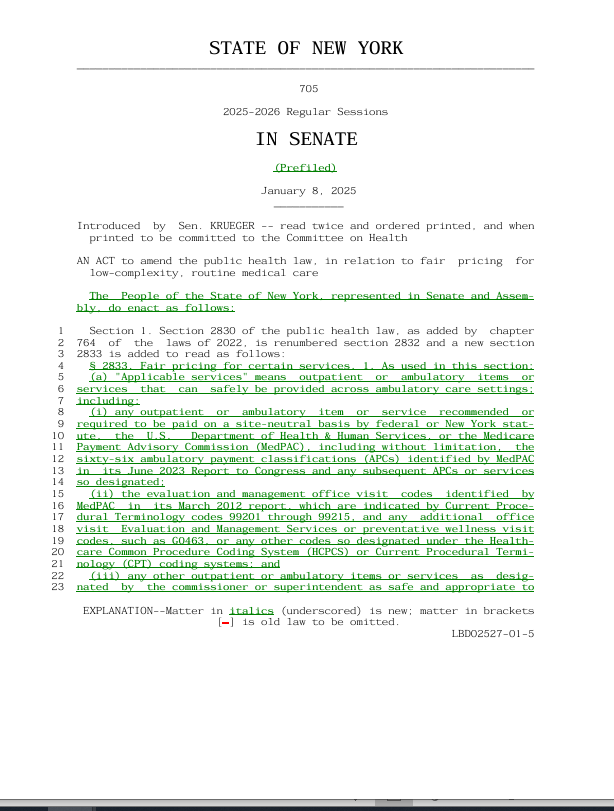 STATE OF NEW YORK
705
2025-2026 Regular Sessions
IN SENATE
(Prefiled)
January 8, 2025
Introduced by Sen. KRUEGER -- read twice and ordered printed, and when
printed to be committed to the Committee on Health
AN ACT to amend the public health law, in relation to fair pricing for
low-complexity, routine medical care
The People of the State of New York, represented in Senate and Assem-
bly, do enact as follows:
1 Section 1. Section 2830 of the public health law, as added by chapter
2 764 of the laws of 2022, is renumbered section 2832 and a new section
3 2833 is added to read as follows:
4 § 2833. Fair pricing for certain services. 1. As used in this section:
5 (a) "Applicable services" means outpatient or ambulatory items or
6 services that can safely be provided across ambulatory care settings;
7 including:
8 (i) any outpatient or ambulatory item or service recommended or
9 required to be paid on a site-neutral basis by federal or New York stat-
10 ute, the U.S. Department of Health & Human Services, or the Medicare
11 Payment Advisory Commission (MedPAC), including without limitation, the
12 sixty-six ambulatory payment classifications (APCs) identified by MedPAC
13 in its June 2023 Report to Congress and any subsequent APCs or services
14 so designated;
15 (ii) the evaluation and management office visit codes identified by
16 MedPAC in its March 2012 report, which are indicated by Current Proce-
17 dural Terminology codes 99201 through 99215, and any additional office
18 visit Evaluation and Management Services or preventative wellness visit
19 codes, such as G0463, or any other codes so designated under the Health-
20 care Common Procedure Coding System (HCPCS) or Current Procedural Termi-
21 nology (CPT) coding systems; and
22 (iii) any other outpatient or ambulatory items or services as desig-
23 nated by the commissioner or superintendent as safe and appropriate to
EXPLANATION--Matter in italics (underscored) is new; matter in brackets
[-] is old law to be omitted.
LBD02527-01-5